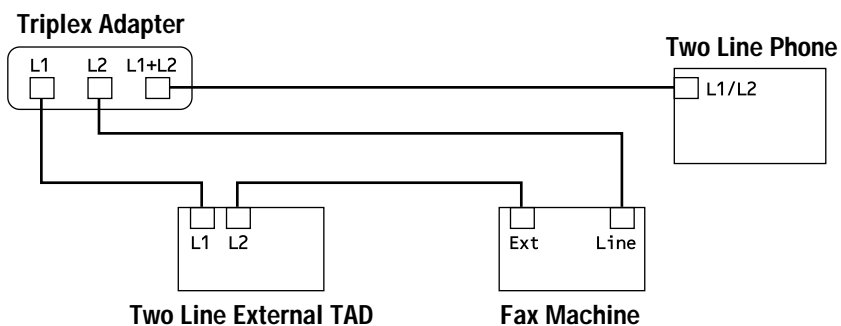 Triplex Adapter
L1 L2 L1+L2
Two Line Phone
L1/L2
L1 L2
Ext Line
Two Line External TAD
Fax Machine